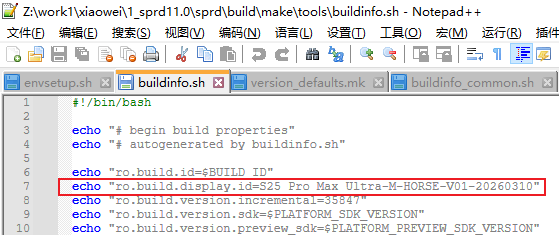 Z:\work1\xiaowei\1_sprd11.0\sprd\build\make\tools\buildinfo.sh - Notepad++
文件(F) 编辑(E) 搜索(S) 视图(V) 编码(N) 语言(L) 设置(T) 工具(O) 宏(M) 运行(R) 插件
envsetup.sh buildinfo.sh version_defaults.mk buildinfo_common.sh
1 #!/bin/bash
2
3 echo "# begin build properties"
4 echo "# autogenerated by buildinfo.sh"
5
6 echo "ro.build.id=$BUILD_ID"
7 echo "ro.build.display.id=S25 Pro Max Ultra-M-HORSE-V01-20260310"
8 echo "ro.build.version.incremental=35847"
9 echo "ro.build.version.sdk=$PLATFORM_SDK_VERSION"
10 echo "ro.build.version.preview_sdk=$PLATFORM_PREVIEW_SDK_VERSION"